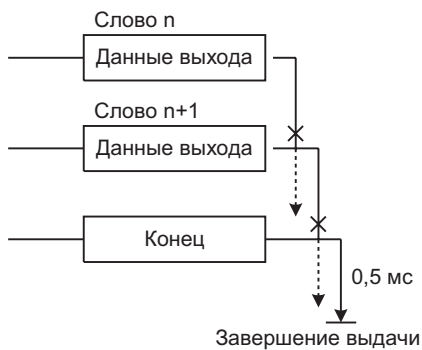 Слово n
Данные выхода
Слово n+1
Данные выхода
Конец
0,5 мс
Завершение выдачи